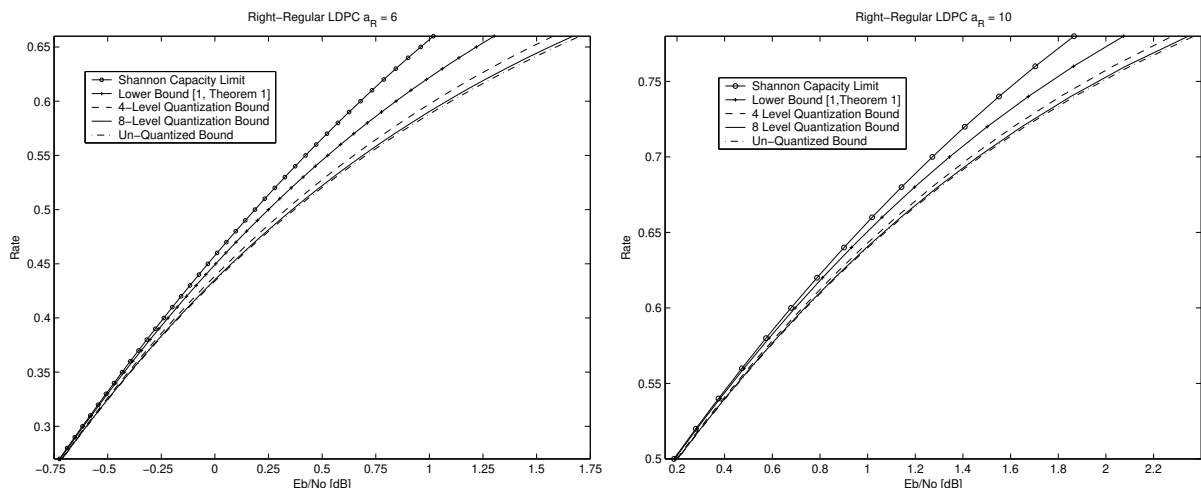 Right−Regular LDPC a_R = 6
0.65
0.6
0.55
0.5
0.45
0.4
0.35
0.3
Rate
Shannon Capacity Limit
Lower Bound [1, Theorem 1]
4−Level Quantization Bound
8−Level Quantization Bound
Un−Quantized Bound
−0.75 −0.5 −0.25 0 0.25 0.5 0.75 1 1.25 1.5 1.75
Eb/No [dB]
Right−Regular LDPC a_R = 10
0.75
0.7
0.65
0.6
0.55
0.5
Rate
Shannon Capacity Limit
Lower Bound [1,Theorem 1]
4 Level Quantization Bound
8 Level Quantization Bound
Un−Quantized Bound
0.2 0.4 0.6 0.8 1 1.2 1.4 1.6 1.8 2 2.2
Eb/No [dB]